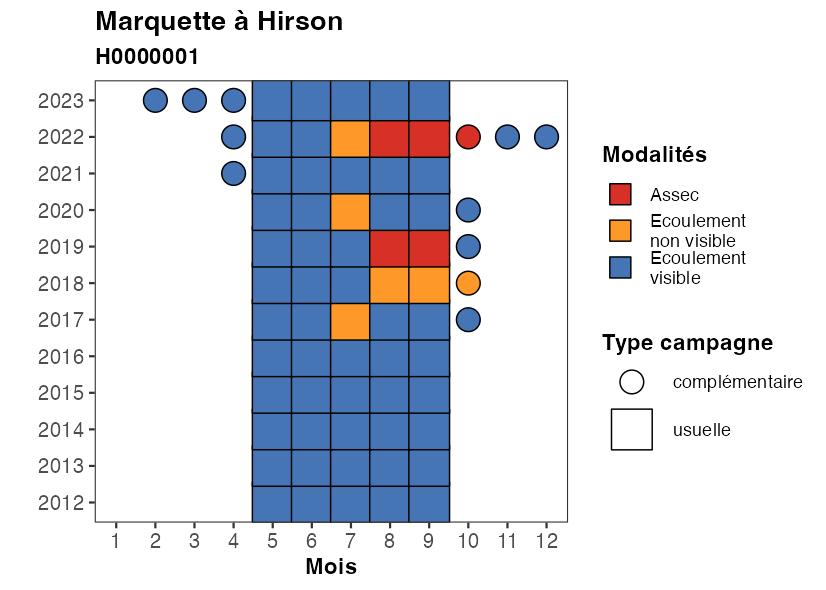 Marquette à Hirson
H0000001
2023
2022
2021
2020
2019
2018
2017
2016
2015
2014
2013
2012
1 2 3 4 5 6 7 8 9 10 11 12
Mois
Modalités
Assec
Ecoulement
non visible
Ecoulement
visible
Type campagne
complémentaire
usuelle